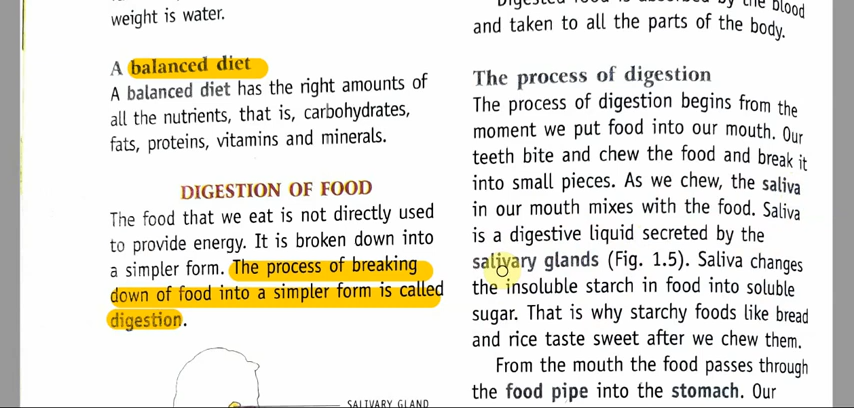 weight is water.
A balanced diet
A balanced diet has the right amounts of
all the nutrients, that is, carbohydrates,
fats, proteins, vitamins and minerals.
DIGESTION OF FOOD
The food that we eat is not directly used
to provide energy. It is broken down into
a simpler form. The process of breaking
down of food into a simpler form is called
digestion.
SALIVARY GLAND
Digested food is absorbed by the blood
and taken to all the parts of the body.
The process of digestion
The process of digestion begins from the
moment we put food into our mouth. Our
teeth bite and chew the food and break it
into small pieces. As we chew, the saliva
in our mouth mixes with the food. Saliva
is a digestive liquid secreted by the
salivary glands (Fig. 1.5). Saliva changes
the insoluble starch in food into soluble
sugar. That is why starchy foods like bread
and rice taste sweet after we chew them.
From the mouth the food passes through
the food pipe into the stomach. Our